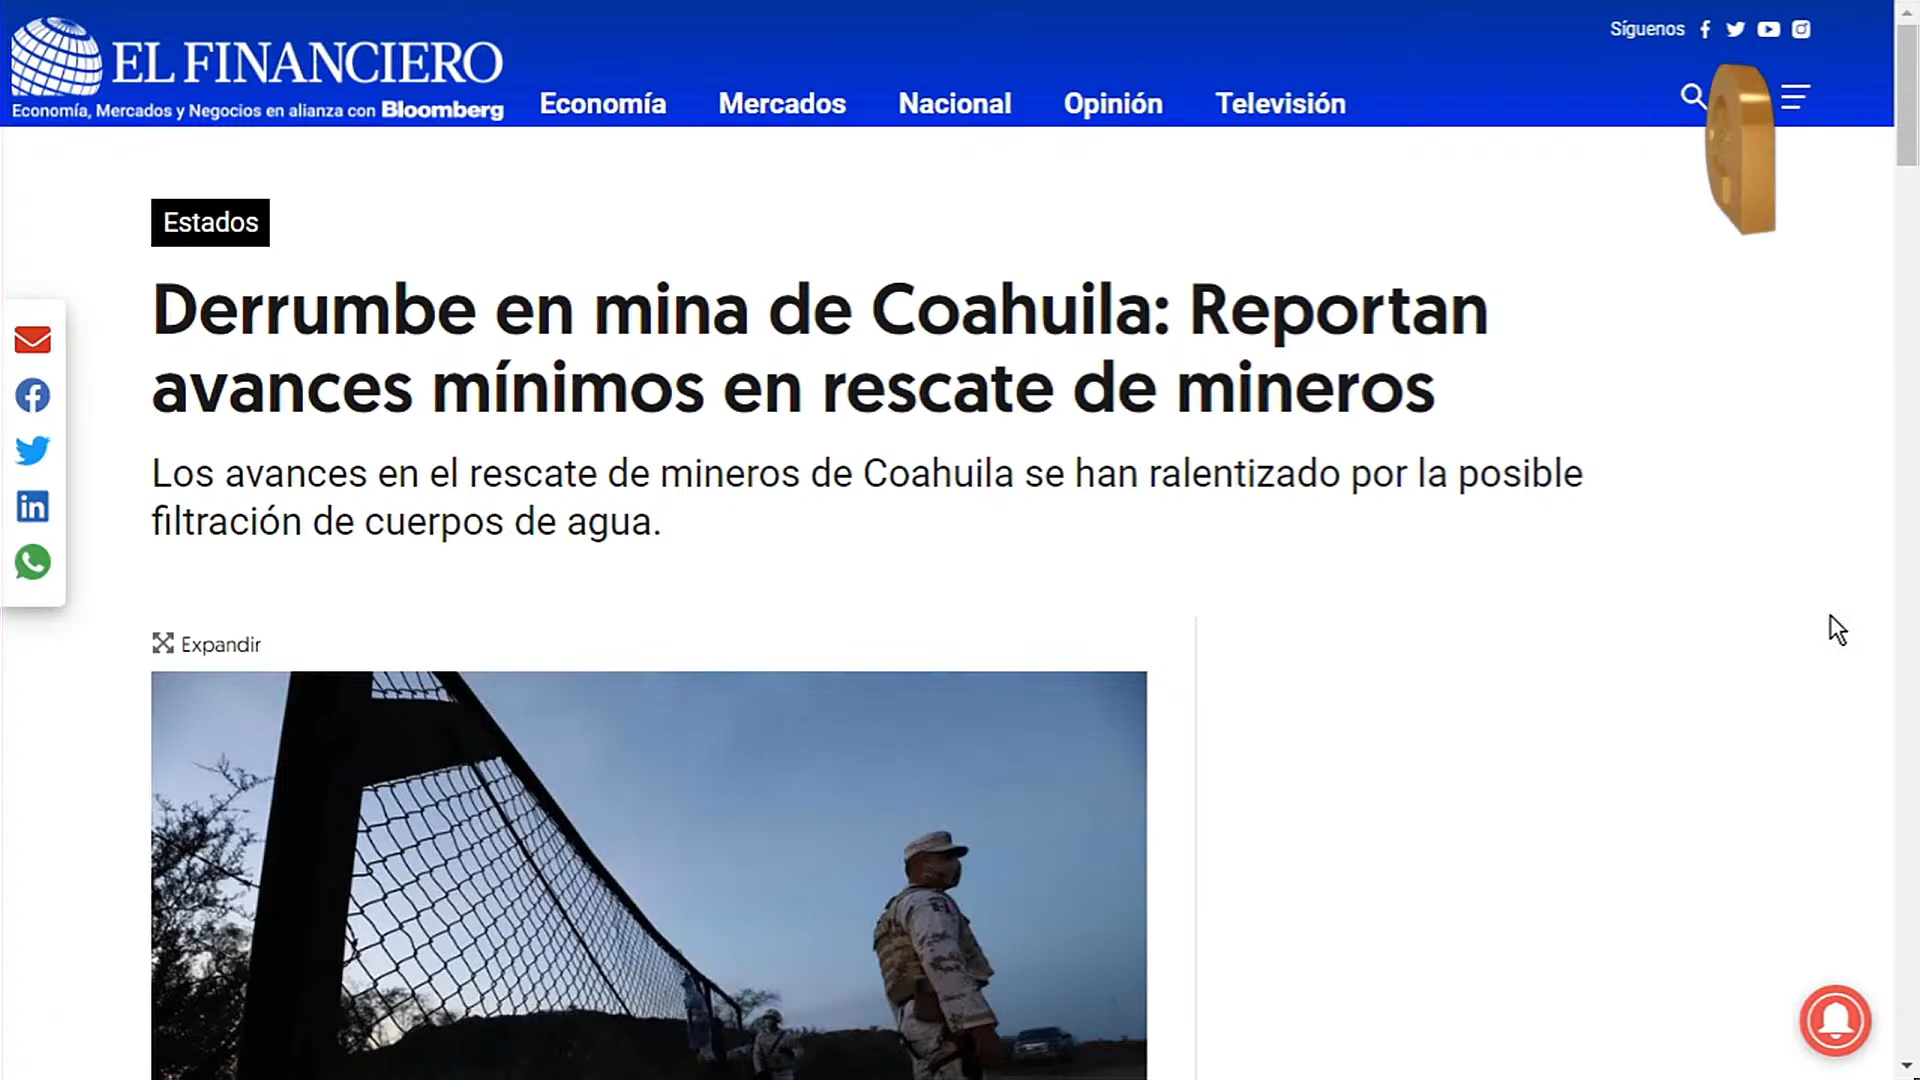 Síguenos
EL FINANCIERO
Economía, Mercados y Negocios en alianza con Bloomberg
Economía Mercados Nacional Opinión Televisión
Estados
Derrumbe en mina de Coahuila: Reportan
avances mínimos en rescate de mineros
Los avances en el rescate de mineros de Coahuila se han ralentizado por la posible
filtración de cuerpos de agua.
Expandir